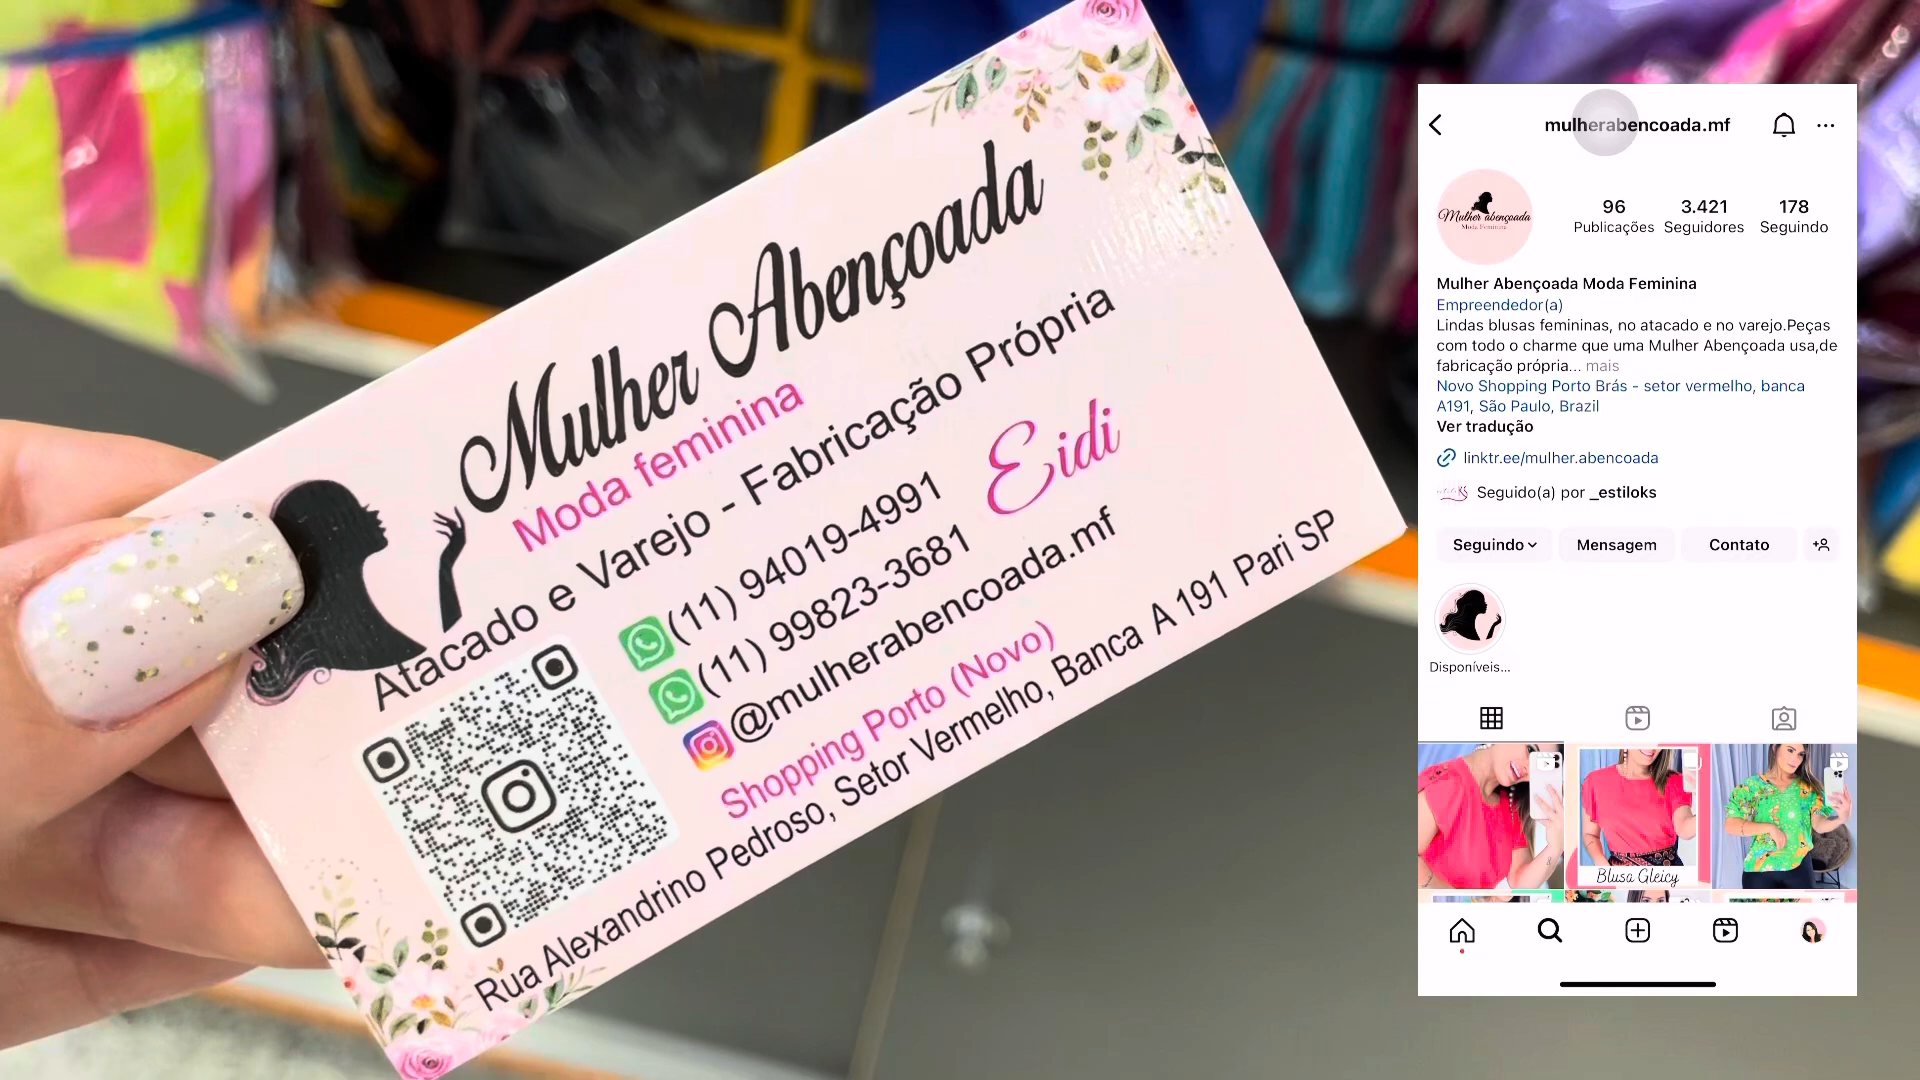 Mulher Abençoada
Moda feminina
Atacado e Varejo - Fabricação Própria
(11) 94019-4991
Eidi
(11) 99823-3681
@mulherabencoada.mf
Shopping Porto (Novo)
Rua Alexandrino Pedroso, Setor Vermelho, Banca A 191 Pari SP
mulherabencoada.mf
Mulher abençoada
Moda Feminina
96
3.421
178
Publicações
Seguidores
Seguindo
Mulher Abençoada Moda Feminina
Empreendedor(a)
Lindas blusas femininas, no atacado e no varejo.Peças
com todo o charme que uma Mulher Abençoada usa,de
fabricação própria... mais
Novo Shopping Porto Brás - setor vermelho, banca
A191, São Paulo, Brazil
Ver tradução
linktr.ee/mulher.abencoada
Seguido(a) por _estiloks
Seguindo
Mensagem
Contato
Disponíveis...
Blusa Gleicy